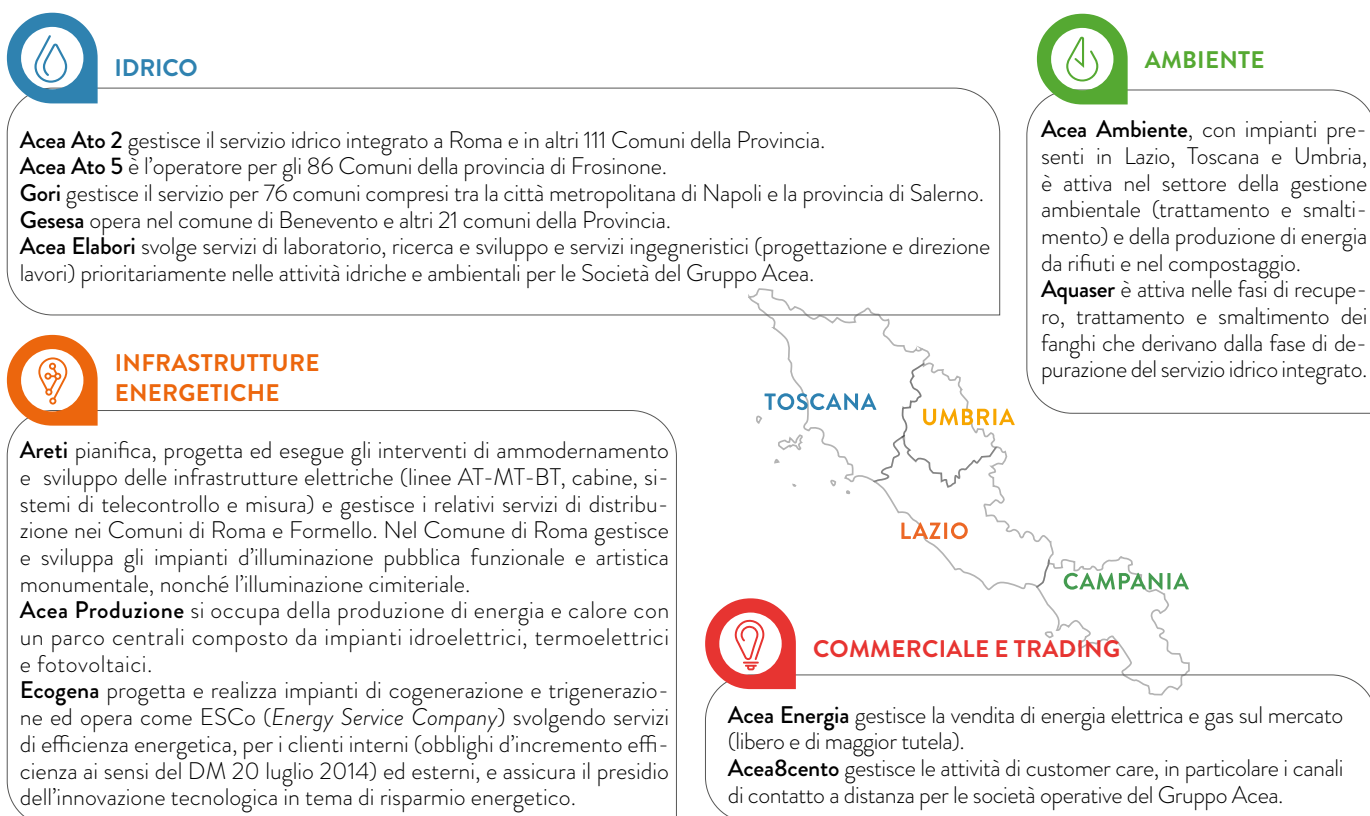 IDRICO
Acea Ato 2 gestisce il servizio idrico integrato a Roma e in altri 111 Comuni della Provincia.
Acea Ato 5 è l'operatore per gli 86 Comuni della provincia di Frosinone.
Gori gestisce il servizio per 76 comuni compresi tra la città metropolitana di Napoli e la provincia di Salerno.
Gesesa opera nel comune di Benevento e altri 21 comuni della Provincia.
Acea Elabori svolge servizi di laboratorio, ricerca e sviluppo e servizi ingegneristici (progettazione e direzione
lavori) prioritariamente nelle attività idriche e ambientali per le Società del Gruppo Acea.
AMBIENTE
Acea Ambiente, con impianti pre-
senti in Lazio, Toscana e Umbria,
è attiva nel settore della gestione
ambientale (trattamento e smalti-
mento) e della produzione di energia
da rifiuti e nel compostaggio.
Aquaser è attiva nelle fasi di recupe-
ro, trattamento e smaltimento dei
fanghi che derivano dalla fase di de-
purazione del servizio idrico integrato.
INFRASTRUTTURE
ENERGETICHE
Areti pianifica, progetta ed esegue gli interventi di ammodernamento
e sviluppo delle infrastrutture elettriche (linee AT-MT-BT, cabine, si-
stemi di telecontrollo e misura) e gestisce i relativi servizi di distribu-
zione nei Comuni di Roma e Formello. Nel Comune di Roma gestisce
e sviluppa gli impianti d'illuminazione pubblica funzionale e artistica
monumentale, nonché l'illuminazione cimiteriale.
Acea Produzione si occupa della produzione di energia e calore con
un parco centrali composto da impianti idroelettrici, termoelettrici
e fotovoltaici.
Ecogena progetta e realizza impianti di cogenerazione e trigenerazio-
ne ed opera come ESCo (Energy Service Company) svolgendo servizi
di efficienza energetica, per i clienti interni (obblighi d'incremento effi-
cienza ai sensi del DM 20 luglio 2014) ed esterni, e assicura il presidio
dell'innovazione tecnologica in tema di risparmio energetico.
TOSCANA
UMBRIA
LAZIO
CAMPANIA
COMMERCIALE E TRADING
Acea Energia gestisce la vendita di energia elettrica e gas sul mercato
(libero e di maggior tutela).
Acea8cento gestisce le attività di customer care, in particolare i canali
di contatto a distanza per le società operative del Gruppo Acea.